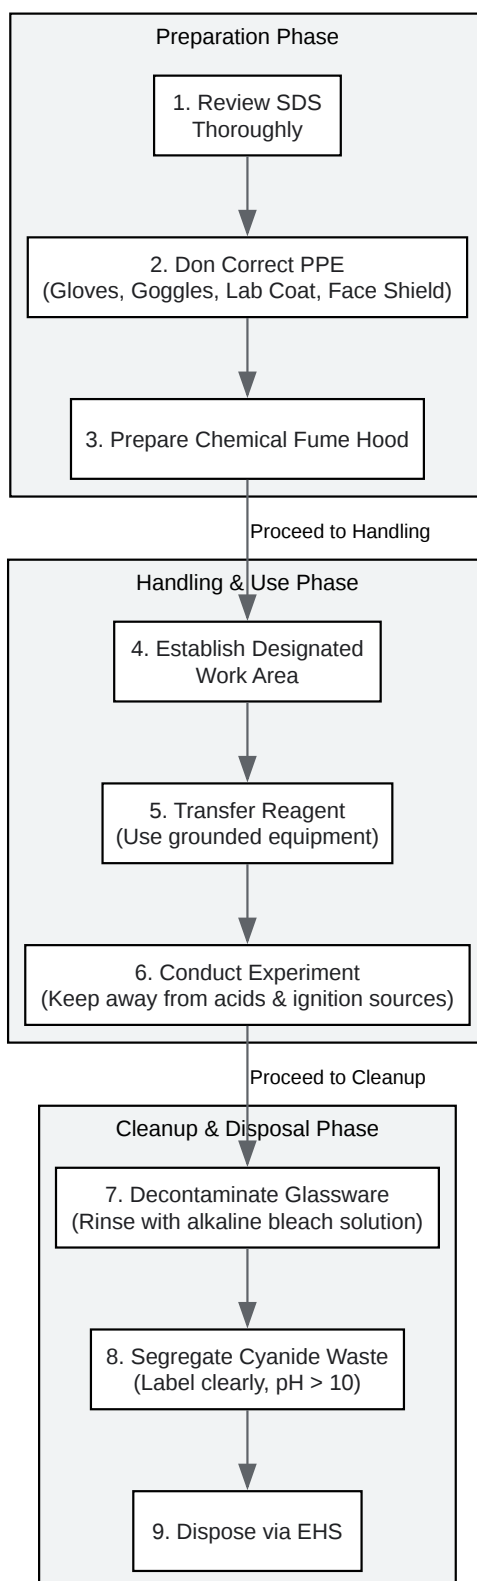 Preparation Phase
1. Review SDS
Thoroughly
2. Don Correct PPE
(Gloves, Goggles, Lab Coat, Face Shield)
3. Prepare Chemical Fume Hood
Proceed to Handling
Handling & Use Phase
4. Establish Designated
Work Area
5. Transfer Reagent
(Use grounded equipment)
6. Conduct Experiment
(Keep away from acids & ignition sources)
Proceed to Cleanup
Cleanup & Disposal Phase
7. Decontaminate Glassware
(Rinse with alkaline bleach solution)
8. Segregate Cyanide Waste
(Label clearly, pH > 10)
9. Dispose via EHS